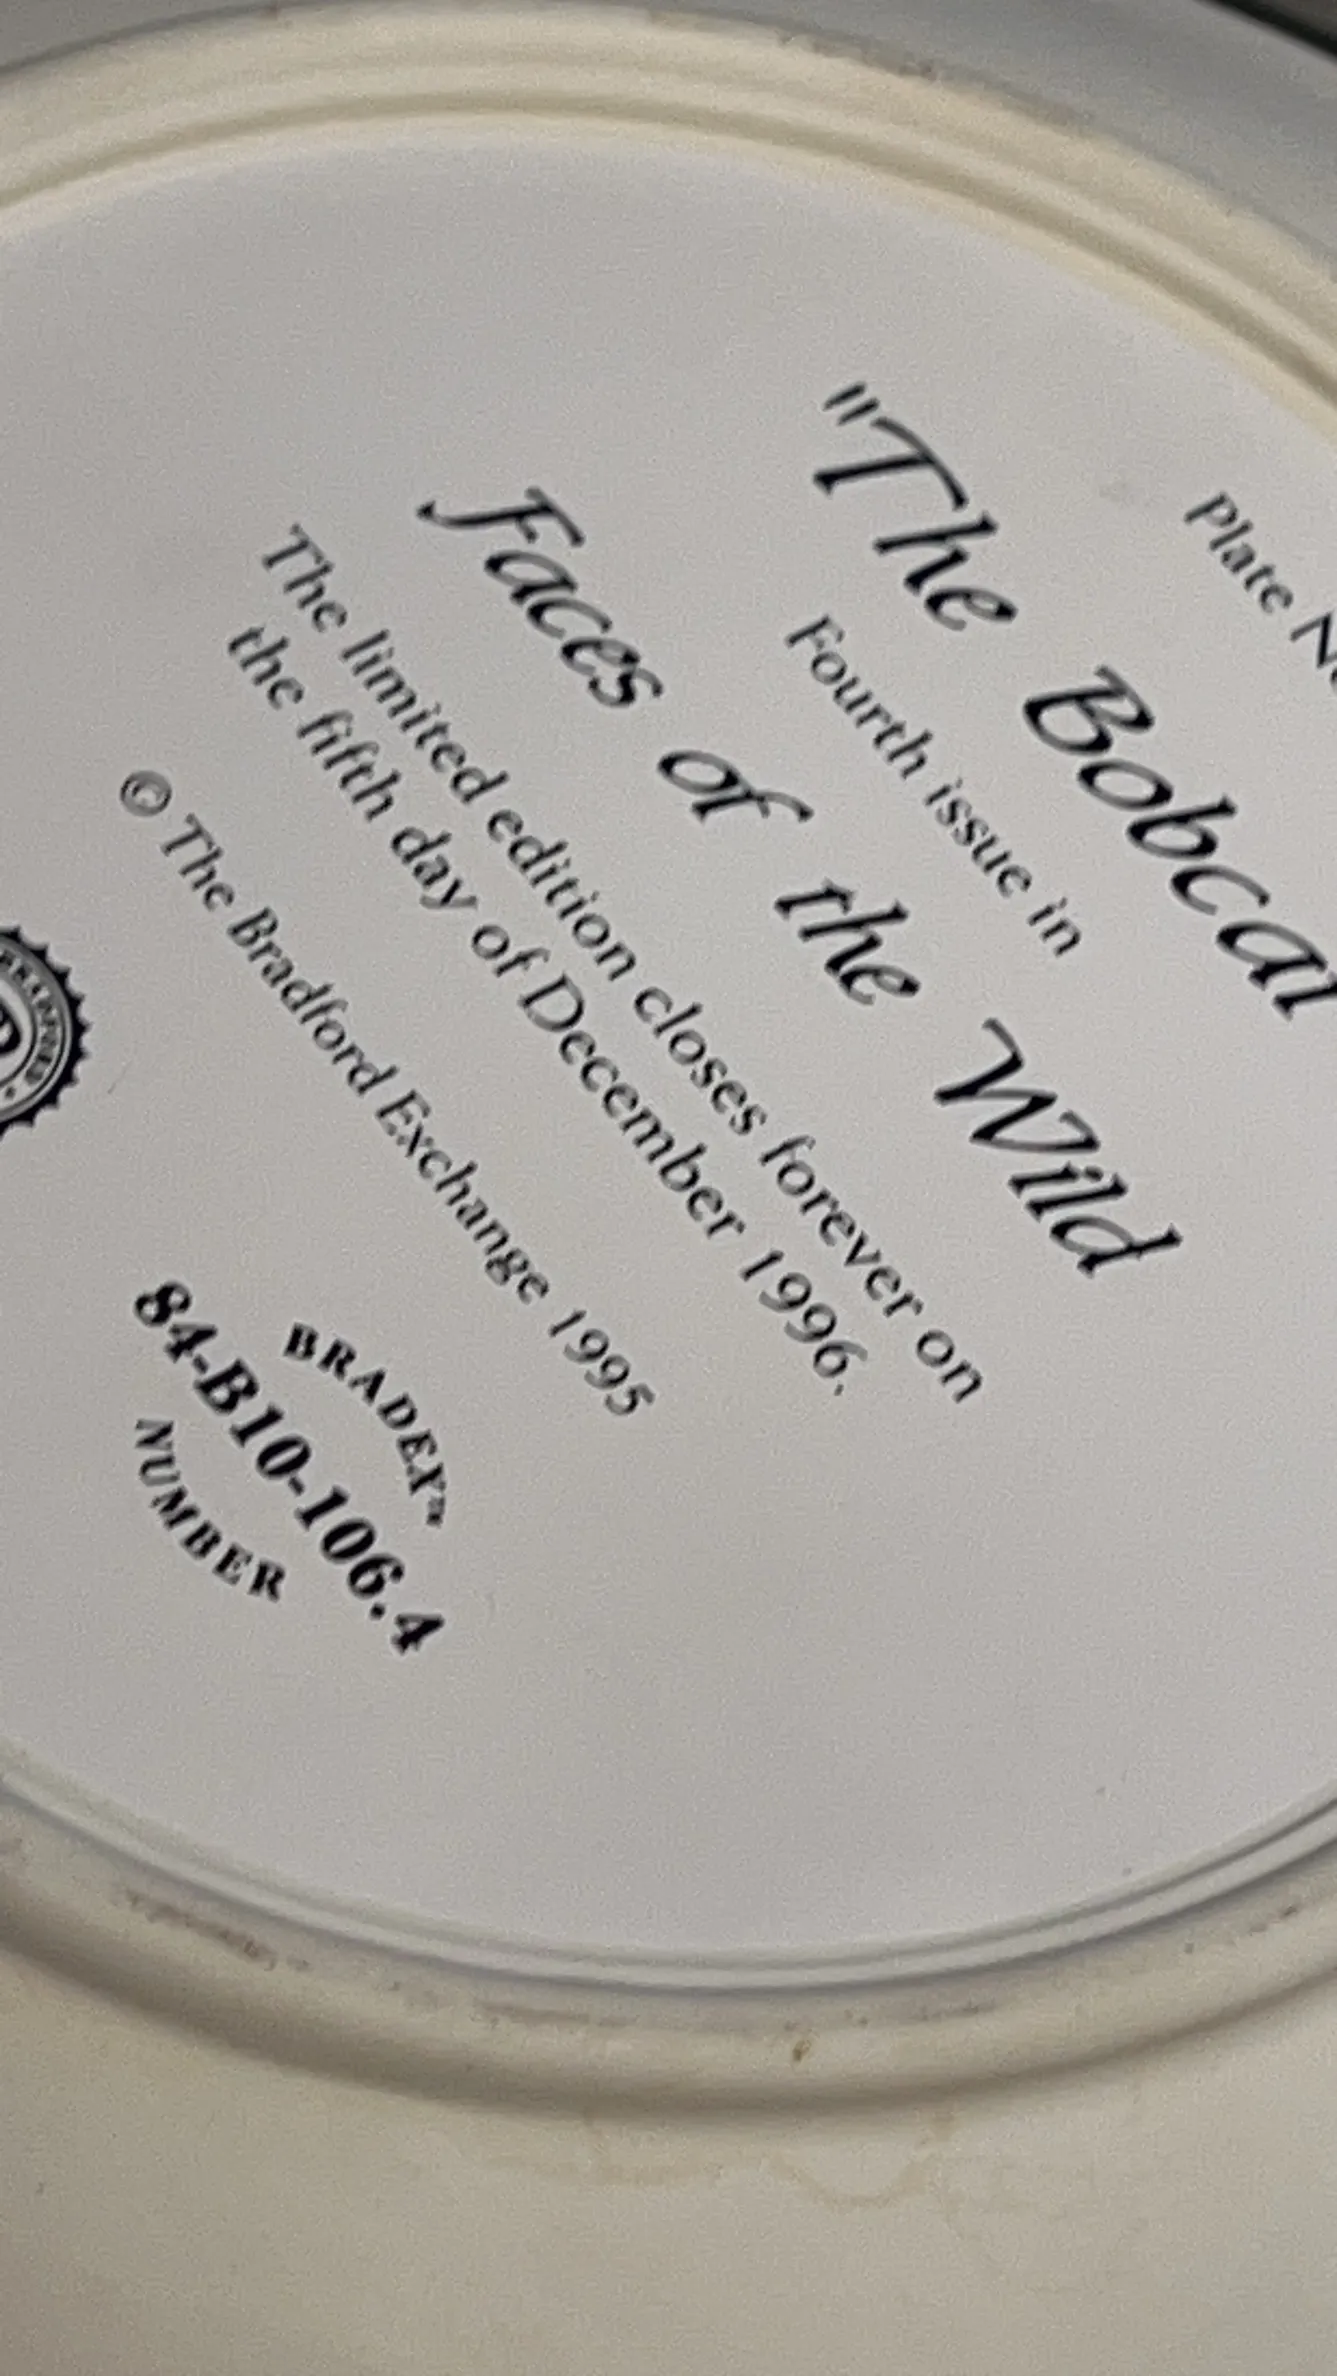 Plate
"The Bobcat
Fourth issue in
Faces of the Wild
The limited edition closes forever on
the fifth day of December 1996.
© The Bradford Exchange 1995
BRADEX™
84-B10-106.4
NUMBER